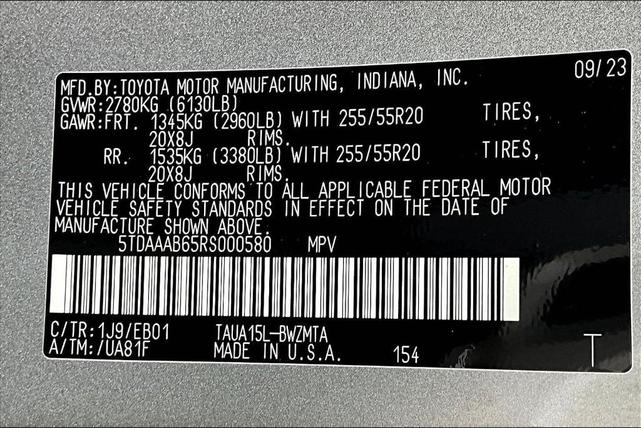 MFD.BY:TOYOTA MOTOR MANUFACTURING, INDIANA, INC. 09/23
GVWR:2780KG (6130LB)
GAWR:FRT. 1345KG (2960LB) WITH 255/55R20 TIRES,
20X8J RIMS.
RR. 1535KG (3380LB) WITH 255/55R20 TIRES,
20X8J RIMS.
THIS VEHICLE CONFORMS TO ALL APPLICABLE FEDERAL MOTOR
VEHICLE SAFETY STANDARDS IN EFFECT ON THE DATE OF
MANUFACTURE SHOWN ABOVE.
5TDAAAB65RS000580 MPV
C/TR:1J9/EB01 TAUA15L-BWZMTA
A/TM:/UA81F MADE IN U.S.A. 154 T